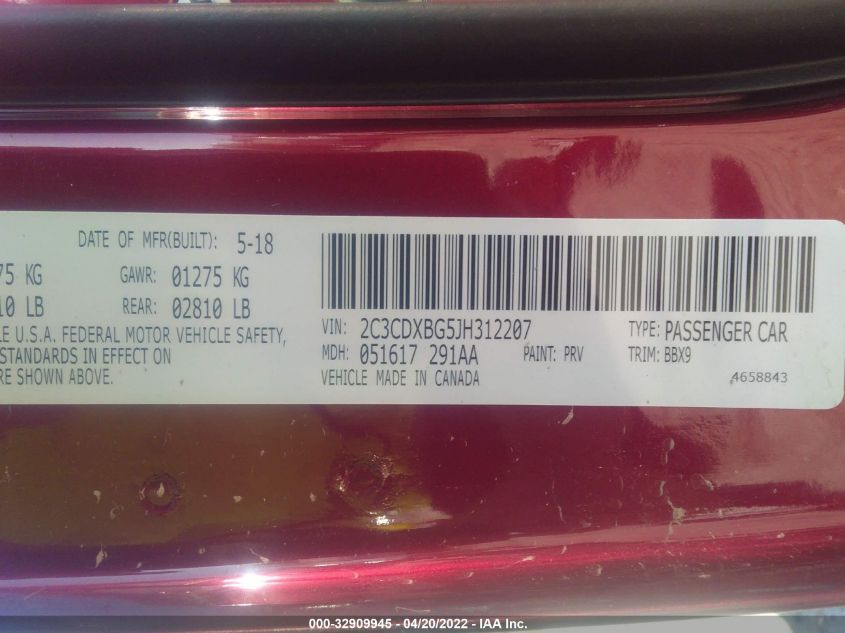 DATE OF MFR(BUILT): 5-18
75 KG GAWR: 01275 KG
10 LB REAR: 02810 LB
LE U.S.A. FEDERAL MOTOR VEHICLE SAFETY,
STANDARDS IN EFFECT ON
RE SHOWN ABOVE.
VIN: 2C3CDXBG5JH312207 TYPE: PASSENGER CAR
MDH: 051617 291AA PAINT: PRV TRIM: BBX9
VEHICLE MADE IN CANADA 4658843
000-32909945 - 04/20/2022 - IAA Inc.